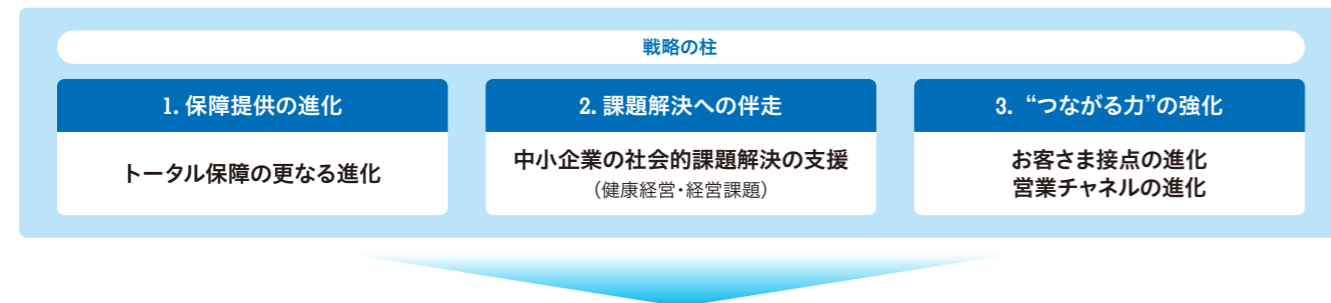 戦略の柱
1. 保障提供の進化
トータル保障の更なる進化
2. 課題解決への伴走
中小企業の社会的課題解決の支援
（健康経営・経営課題）
3. “つながる力”の強化
お客さま接点の進化
営業チャネルの進化